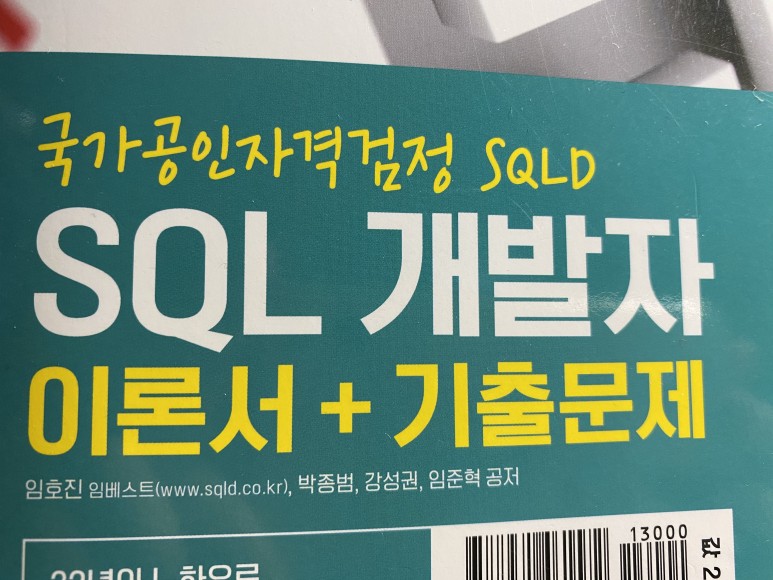 국가공인자격검정 SQLD
SQL 개발자
이론서 + 기출문제
임호진 임베스트(www.sqld.co.kr), 박종범, 강성권, 임준혁 공저
13000
값 2